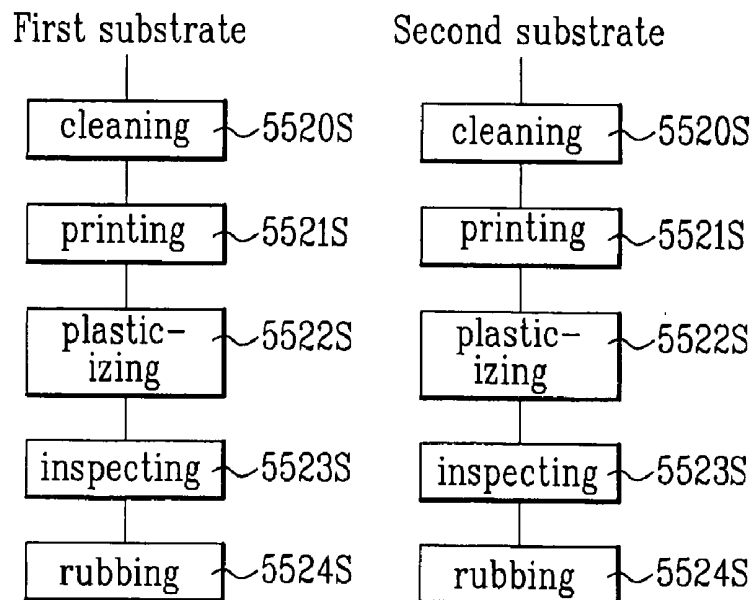 First substrate
cleaning 5520S
printing 5521S
plastic-
izing 5522S
inspecting 5523S
rubbing 5524S
Second substrate
cleaning 5520S
printing 5521S
plastic-
izing 5522S
inspecting 5523S
rubbing 5524S